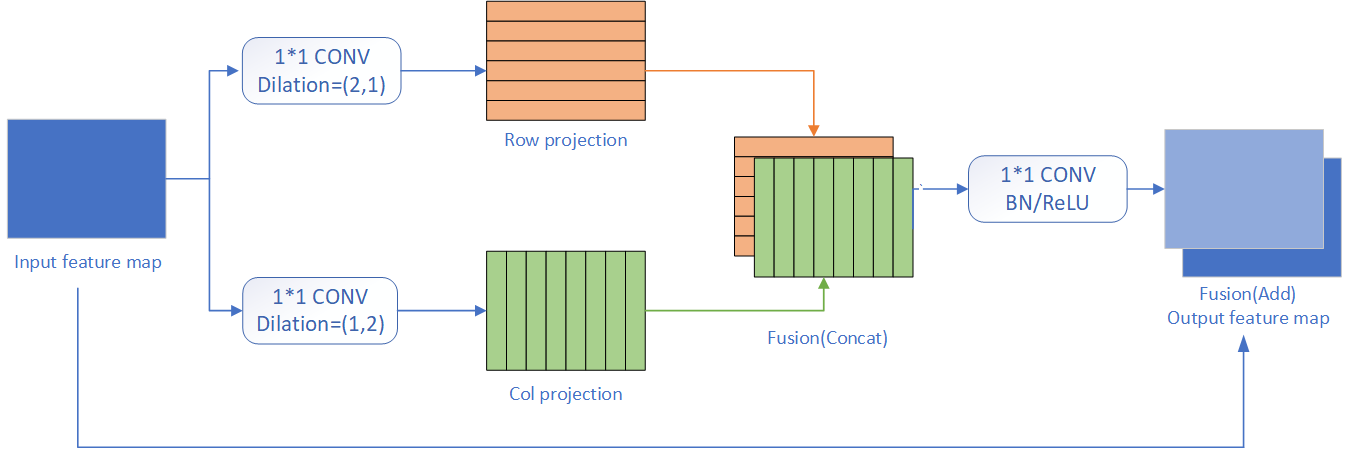 1*1 CONV
Dilation=(2,1)
Row projection
Input feature map
1*1 CONV
Dilation=(1,2)
Col projection
Fusion(Concat)
1*1 CONV
BN/ReLU
Fusion(Add)
Output feature map